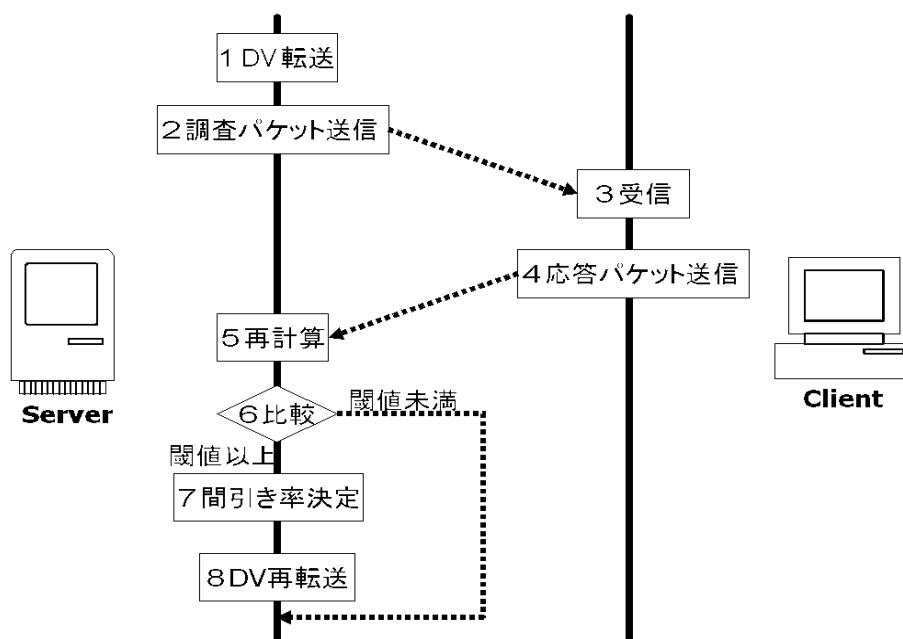 １DV転送
２調査パケット送信
３受信
４応答パケット送信
５再計算
Server
Client
６比較
閾値未満
閾値以上
７間引き率決定
８DV再転送